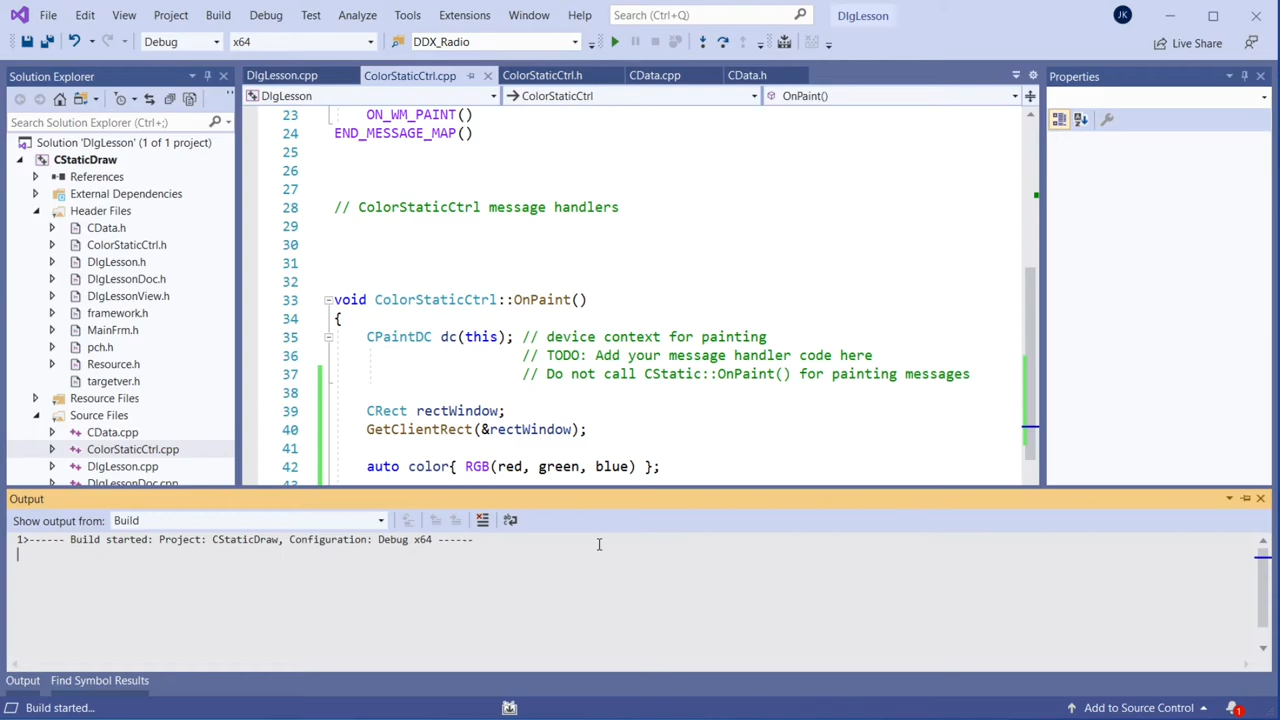 File Edit View Project Build Debug Test Analyze Tools Extensions Window Help Search (Ctrl+Q) DlgLesson JK
Debug x64 DDX_Radio Live Share
Solution Explorer
Search Solution Explorer (Ctrl+;)
Solution 'DlgLesson' (1 of 1 project)
CStaticDraw
References
External Dependencies
Header Files
CData.h
ColorStaticCtrl.h
DlgLesson.h
DlgLessonDoc.h
DlgLessonView.h
framework.h
MainFrm.h
pch.h
Resource.h
targetver.h
Resource Files
Source Files
CData.cpp
ColorStaticCtrl.cpp
DlgLesson.cpp
DlgLessonDoc.cpp
DlgLesson.cpp ColorStaticCtrl.cpp ColorStaticCtrl.h CData.cpp CData.h
DlgLesson ColorStaticCtrl OnPaint()
23 ON_WM_PAINT()
24 END_MESSAGE_MAP()
25
26
27
28 // ColorStaticCtrl message handlers
29
30
31
32
33 void ColorStaticCtrl::OnPaint()
34 {
35 CPaintDC dc(this); // device context for painting
36 // TODO: Add your message handler code here
37 // Do not call CStatic::OnPaint() for painting messages
38
39 CRect rectWindow;
40 GetClientRect(&rectWindow);
41
42 auto color{ RGB(red, green, blue) };
43
Properties
Output
Show output from: Build
1>------ Build started: Project: CStaticDraw, Configuration: Debug x64 ------
Output Find Symbol Results
Build started... Add to Source Control 1